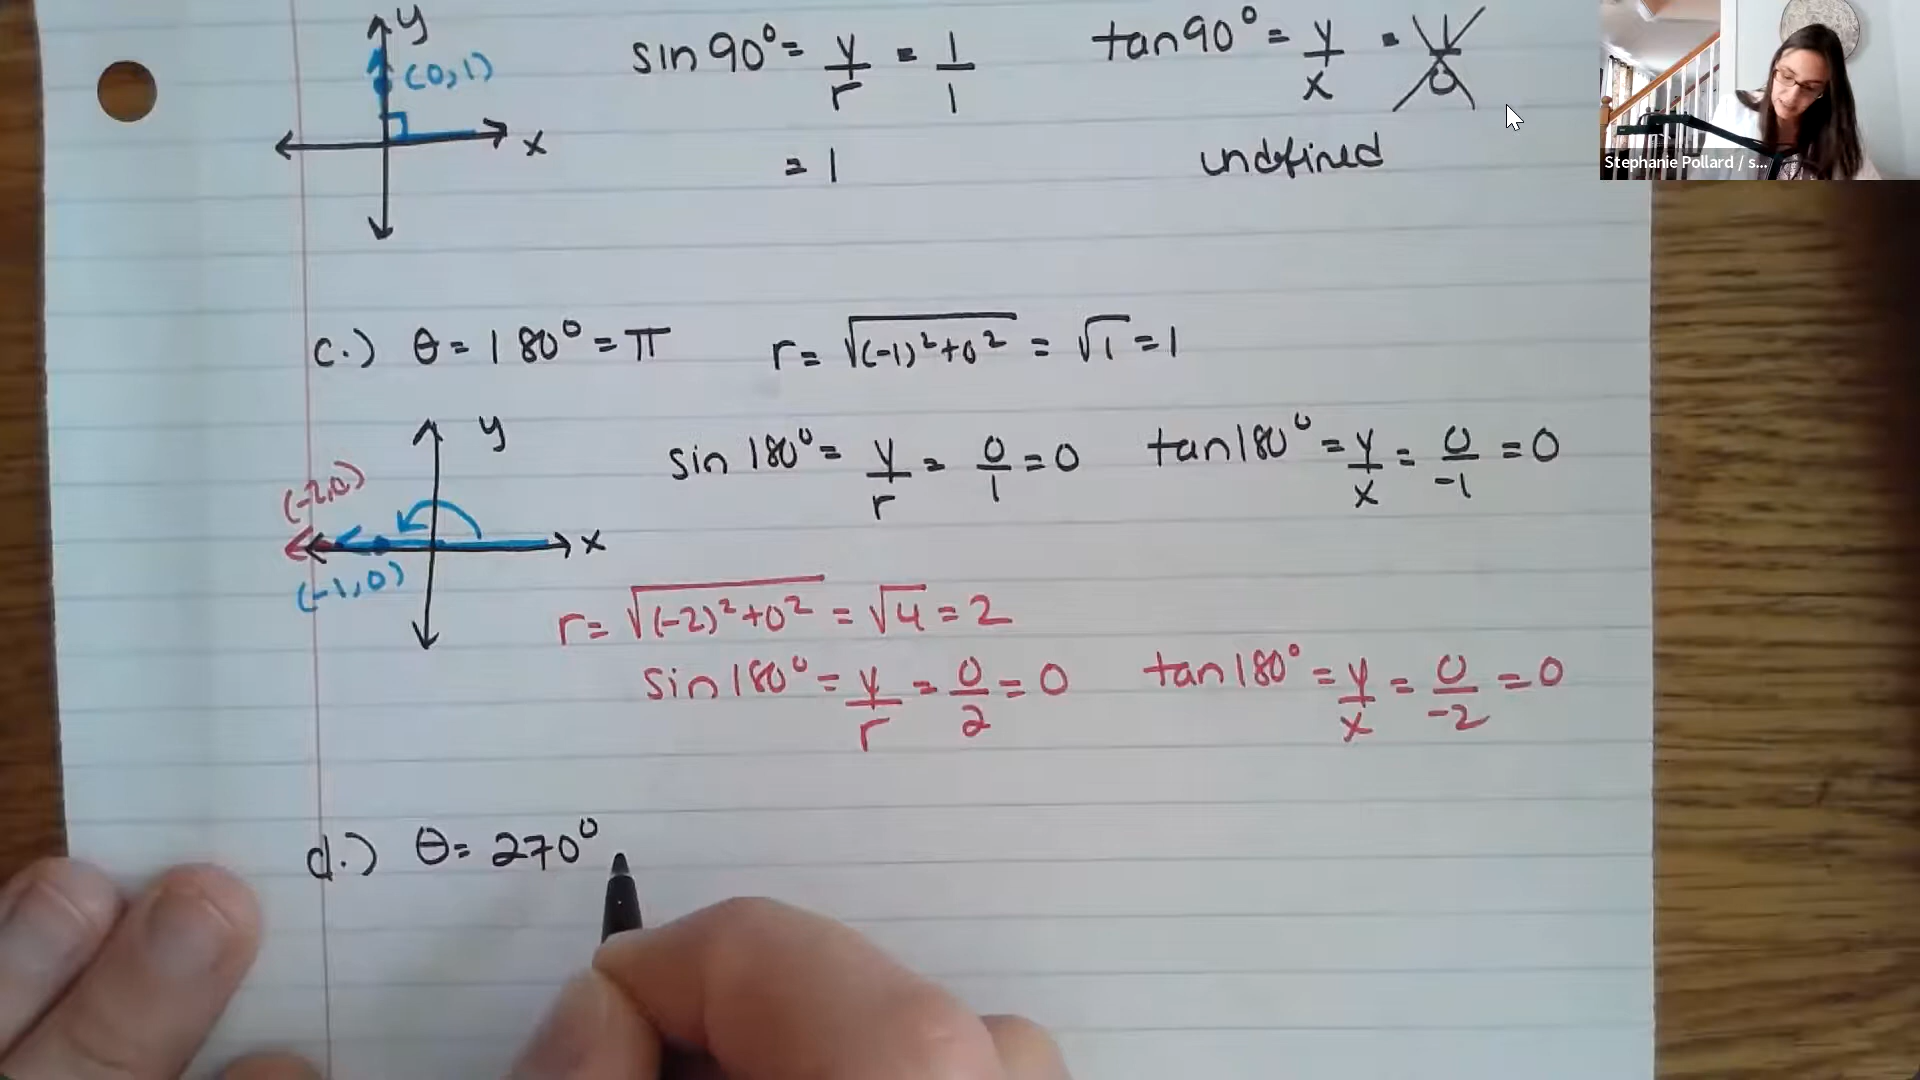 y
(0,1)
x
sin 90° = y/r = 1/1
= 1
tan 90° = y/x = 1/0
undefined
Stephanie Pollard / s...
c.) θ = 180° = π r = √((-1)²+0²) = √1 = 1
y
(-2,0)
x
(-1,0)
sin 180° = y/r = 0/1 = 0 tan 180° = y/x = 0/-1 = 0
r = √((-2)²+0²) = √4 = 2
sin 180° = y/r = 0/2 = 0 tan 180° = y/x = 0/-2 = 0
d.) θ = 270°